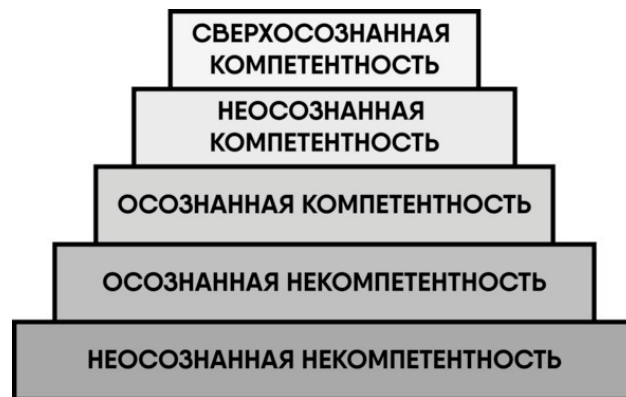 СВЕРХОСОЗНАННАЯ
КОМПЕТЕНТНОСТЬ
НЕОСОЗНАННАЯ
КОМПЕТЕНТНОСТЬ
ОСОЗНАННАЯ КОМПЕТЕНТНОСТЬ
ОСОЗНАННАЯ НЕКОМПЕТЕНТНОСТЬ
НЕОСОЗНАННАЯ НЕКОМПЕТЕНТНОСТЬ